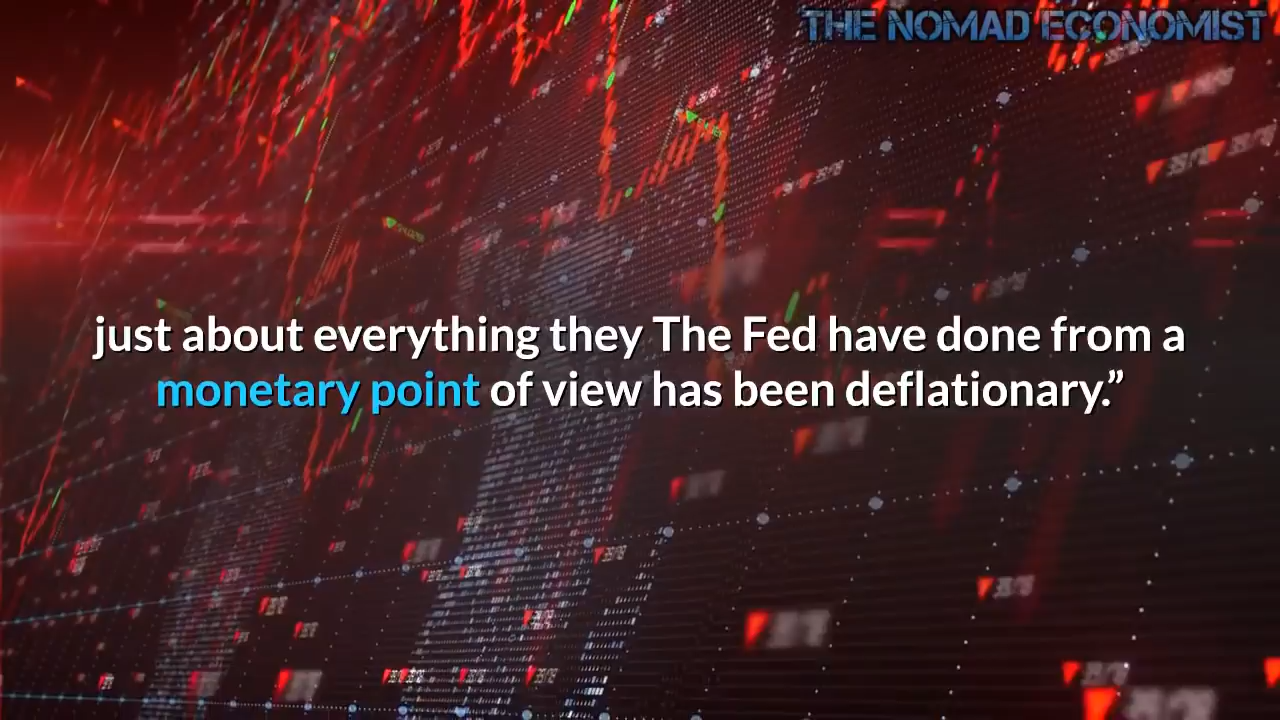 THE NOMAD ECONOMIST
just about everything they The Fed have done from a
monetary point of view has been deflationary.”